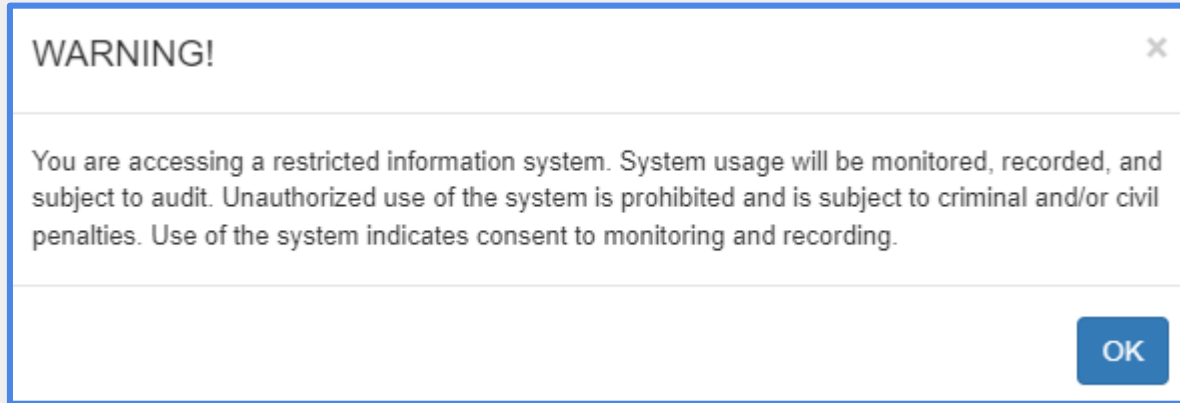 WARNING!
×
You are accessing a restricted information system. System usage will be monitored, recorded, and
subject to audit. Unauthorized use of the system is prohibited and is subject to criminal and/or civil
penalties. Use of the system indicates consent to monitoring and recording.
OK